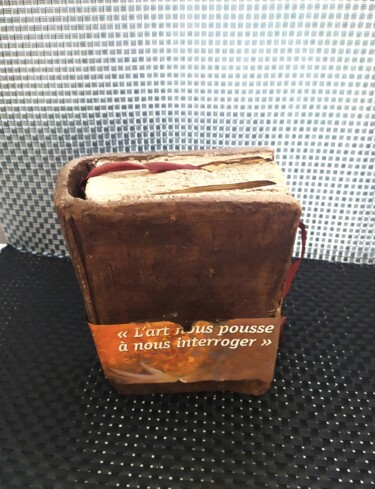 « L'art nous pousse
à nous interroger »